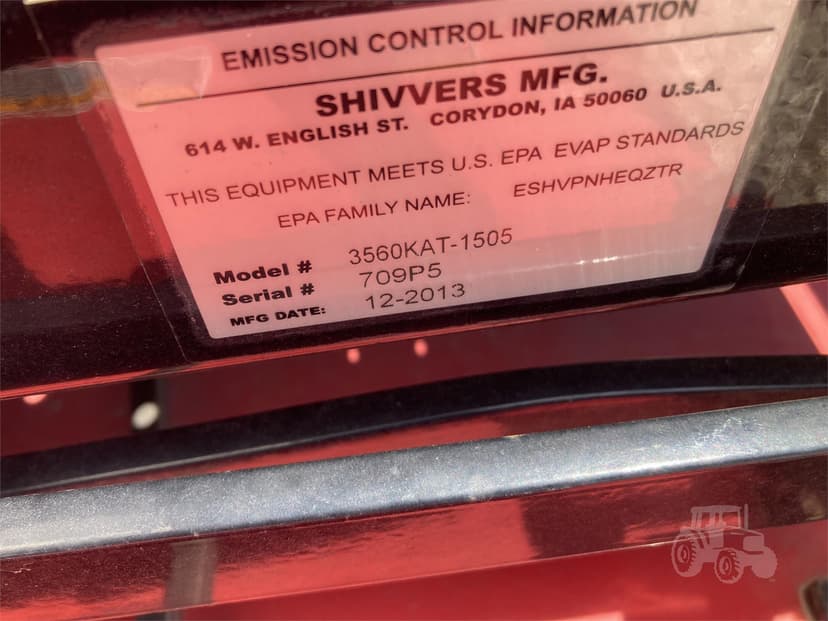 EMISSION CONTROL INFORMATION
SHIVVERS MFG.
614 W. ENGLISH ST. CORYDON, IA 50060 U.S.A.
THIS EQUIPMENT MEETS U.S. EPA EVAP STANDARDS
EPA FAMILY NAME: ESHVPNHEQZTR
Model # 3560KAT-1505
Serial # 709P5
MFG DATE: 12-2013